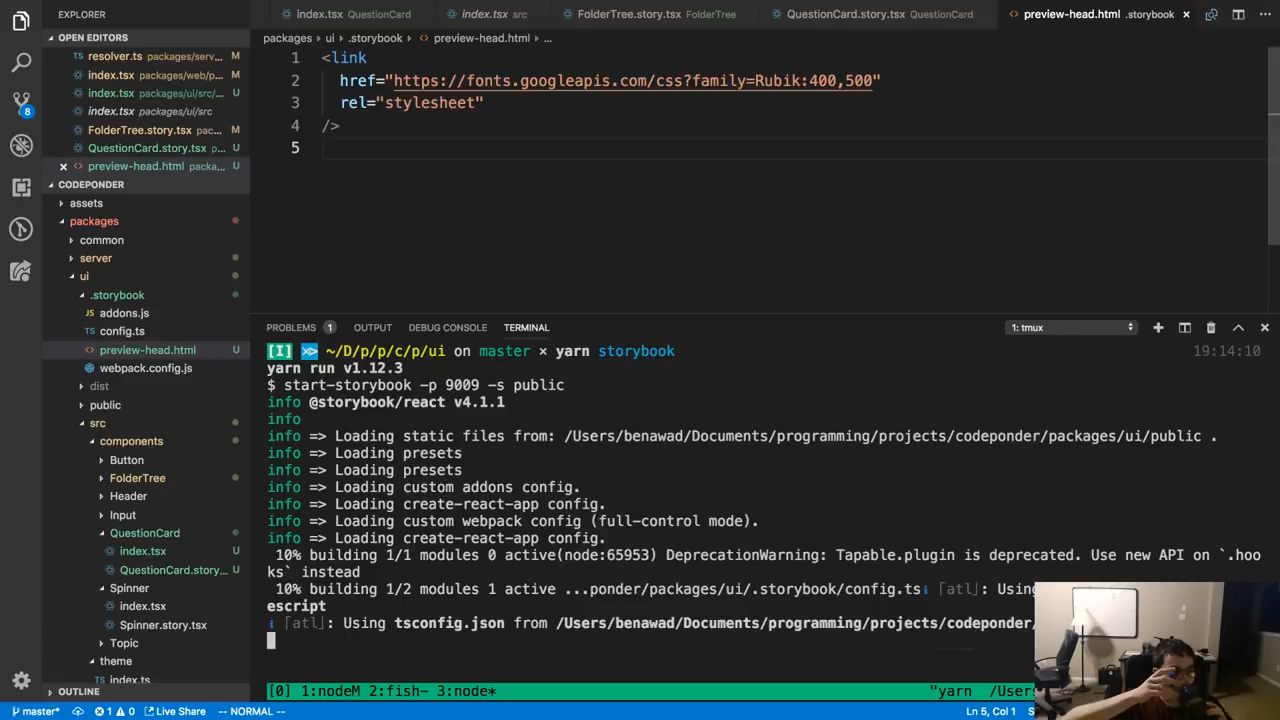 EXPLORER
OPEN EDITORS
resolver.ts packages/serv... M
index.tsx packages/web/p... M
index.tsx packages/ui/src/... U
index.tsx packages/ui/src
FolderTree.story.tsx pac... M
QuestionCard.story.tsx p... U
preview-head.html packa... U
CODEPONDER
assets
packages
common
server
ui
.storybook
addons.js
config.ts
preview-head.html U
webpack.config.js
dist
public
src
components
Button
FolderTree
Header
Input
QuestionCard
index.tsx U
QuestionCard.story... U
Spinner
index.tsx
Spinner.story.tsx
Topic
theme
index.ts
OUTLINE
index.tsx QuestionCard
index.tsx src
FolderTree.story.tsx FolderTree
QuestionCard.story.tsx QuestionCard
preview-head.html .storybook
packages › ui › .storybook › preview-head.html › ...
1 <link
2 href="https://fonts.googleapis.com/css?family=Rubik:400,500"
3 rel="stylesheet"
4 />
5
PROBLEMS 1 OUTPUT DEBUG CONSOLE TERMINAL 1: tmux
[I] ~/D/p/p/c/p/ui on master × yarn storybook 19:14:10
yarn run v1.12.3
$ start-storybook -p 9009 -s public
info @storybook/react v4.1.1
info
info => Loading static files from: /Users/benawad/Documents/programming/projects/codeponder/packages/ui/public .
info => Loading presets
info => Loading presets
info => Loading custom addons config.
info => Loading create-react-app config.
info => Loading custom webpack config (full-control mode).
info => Loading create-react-app config.
10% building 1/1 modules 0 active(node:65953) DeprecationWarning: Tapable.plugin is deprecated. Use new API on `.hoo
ks` instead
10% building 1/2 modules 1 active ...ponder/packages/ui/.storybook/config.tsℹ ｢atl｣: Using
escript
ℹ ｢atl｣: Using tsconfig.json from /Users/benawad/Documents/programming/projects/codeponder/
[0] 1:nodeM 2:fish- 3:node* "yarn /Users
master* 8 1 0 Live Share -- NORMAL -- Ln 5, Col 1